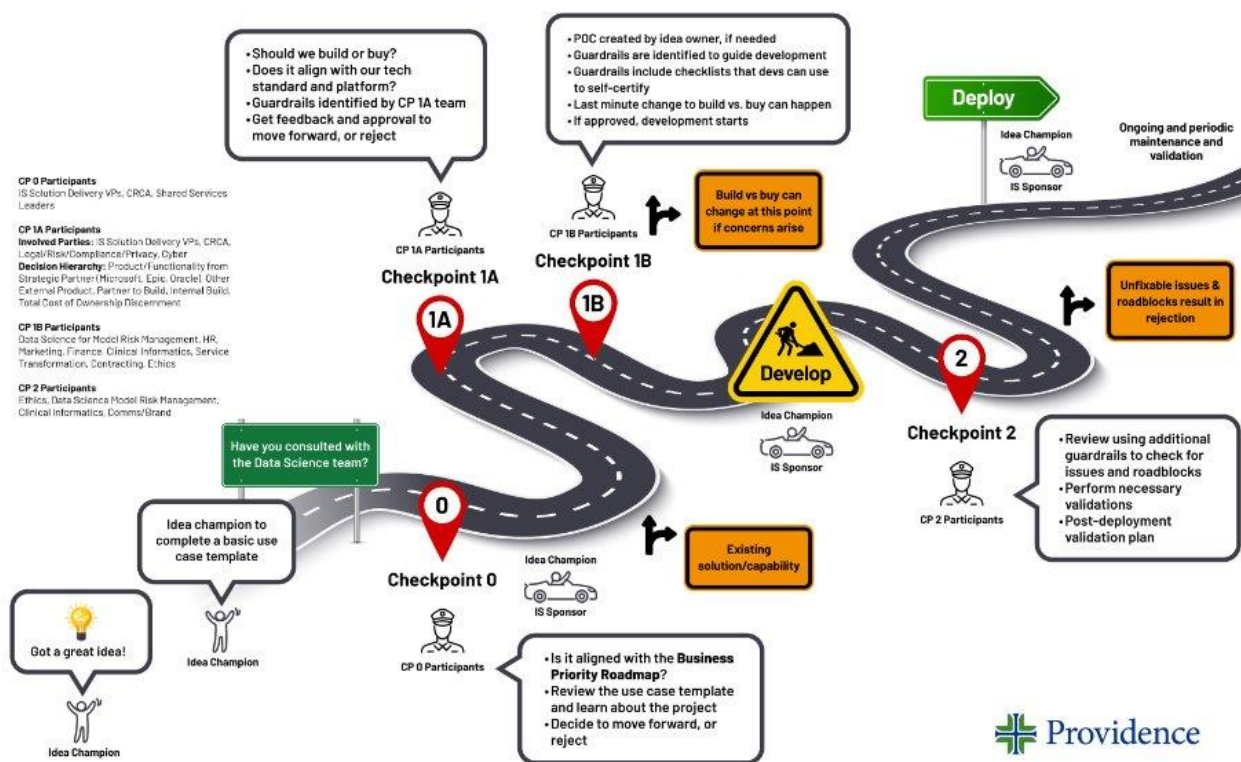 • Should we build or buy?
• Does it align with our tech
standard and platform?
• Guardrails identified by CP 1A team
• Get feedback and approval to
move forward, or reject
• POC created by idea owner, if needed
• Guardrails are identified to guide development
• Guardrails include checklists that devs can use
to self-certify
• Last minute change to build vs. buy can happen
• If approved, development starts
Deploy
Idea Champion
IS Sponsor
Ongoing and periodic
maintenance and
validation
CP 0 Participants
IS Solution Delivery VPs, CRCA, Shared Services
Leaders
CP 1A Participants
Involved Parties: IS Solution Delivery VPs, CRCA,
Legal/Risk/Compliance/Privacy, Cyber
Decision Hierarchy: Product/Functionality from
Strategic Partner (Microsoft, Epic, Oracle), Other
External Product, Partner to Build, Internal Build,
Total Cost of Ownership Discernment
CP 1B Participants
Data Science for Model Risk Management, HR,
Marketing, Finance, Clinical Informatics, Service
Transformation, Contracting, Ethics
CP 2 Participants
Ethics, Data Science Model Risk Management,
Clinical Informatics, Comms/Brand
CP 1A Participants
Checkpoint 1A
1A
CP 1B Participants
Checkpoint 1B
1B
Build vs buy can
change at this point
if concerns arise
Unfixable issues &
roadblocks result in
rejection
Develop
Idea Champion
IS Sponsor
2
Checkpoint 2
CP 2 Participants
• Review using additional
guardrails to check for
issues and roadblocks
• Perform necessary
validations
• Post-deployment
validation plan
Have you consulted with
the Data Science team?
Idea champion to
complete a basic use
case template
Idea Champion
Got a great idea!
Idea Champion
0
Checkpoint 0
CP 0 Participants
Idea Champion
IS Sponsor
Existing
solution/capability
• Is it aligned with the Business
Priority Roadmap?
• Review the use case template
and learn about the project
• Decide to move forward, or
reject
Providence